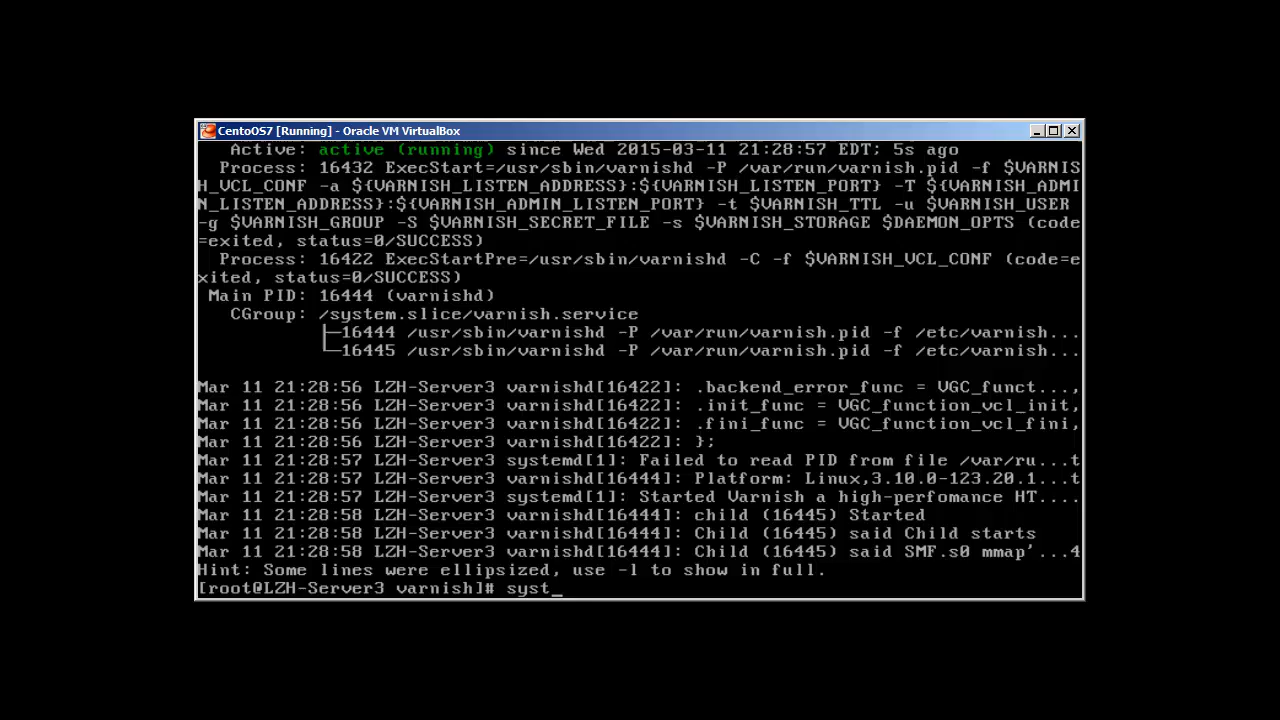 CentoOS7 [Running] - Oracle VM VirtualBox
Active: active (running) since Wed 2015-03-11 21:28:57 EDT; 5s ago
Process: 16432 ExecStart=/usr/sbin/varnishd -P /var/run/varnish.pid -f $VARNIS
H_VCL_CONF -a ${VARNISH_LISTEN_ADDRESS}:${VARNISH_LISTEN_PORT} -T ${VARNISH_ADMI
N_LISTEN_ADDRESS}:${VARNISH_ADMIN_LISTEN_PORT} -t $VARNISH_TTL -u $VARNISH_USER
-g $VARNISH_GROUP -S $VARNISH_SECRET_FILE -s $VARNISH_STORAGE $DAEMON_OPTS (code
=exited, status=0/SUCCESS)
Process: 16422 ExecStartPre=/usr/sbin/varnishd -C -f $VARNISH_VCL_CONF (code=e
xited, status=0/SUCCESS)
Main PID: 16444 (varnishd)
CGroup: /system.slice/varnish.service
├─16444 /usr/sbin/varnishd -P /var/run/varnish.pid -f /etc/varnish...
└─16445 /usr/sbin/varnishd -P /var/run/varnish.pid -f /etc/varnish...
Mar 11 21:28:56 LZH-Server3 varnishd[16422]: .backend_error_func = VGC_funct...,
Mar 11 21:28:56 LZH-Server3 varnishd[16422]: .init_func = VGC_function_vcl_init,
Mar 11 21:28:56 LZH-Server3 varnishd[16422]: .fini_func = VGC_function_vcl_fini,
Mar 11 21:28:56 LZH-Server3 varnishd[16422]: };
Mar 11 21:28:57 LZH-Server3 systemd[1]: Failed to read PID from file /var/ru...t
Mar 11 21:28:57 LZH-Server3 varnishd[16444]: Platform: Linux,3.10.0-123.20.1...t
Mar 11 21:28:57 LZH-Server3 systemd[1]: Started Varnish a high-perfomance HT....
Mar 11 21:28:58 LZH-Server3 varnishd[16444]: child (16445) Started
Mar 11 21:28:58 LZH-Server3 varnishd[16444]: Child (16445) said Child starts
Mar 11 21:28:58 LZH-Server3 varnishd[16444]: Child (16445) said SMF.s0 mmap'...4
Hint: Some lines were ellipsized, use -l to show in full.
[root@LZH-Server3 varnish]# syst_